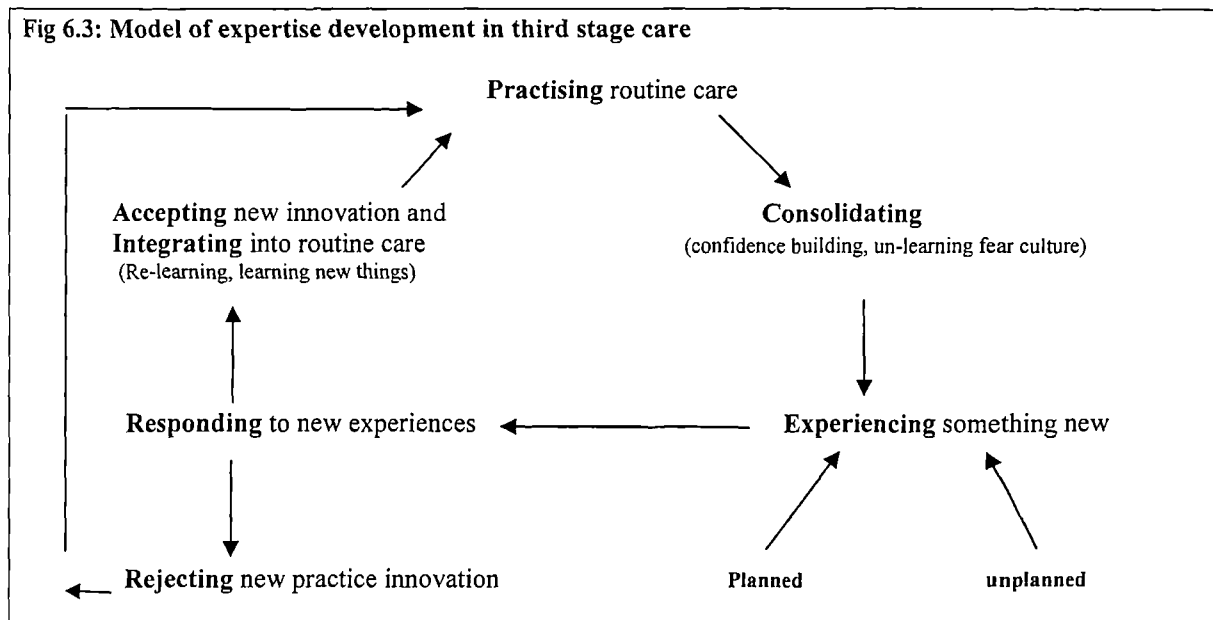 Fig 6.3: Model of expertise development in third stage care
Practising routine care
Accepting new innovation and
Integrating into routine care
(Re-learning, learning new things)
Consolidating
(confidence building, un-learning fear culture)
Responding to new experiences
Experiencing something new
Rejecting new practice innovation
Planned
unplanned